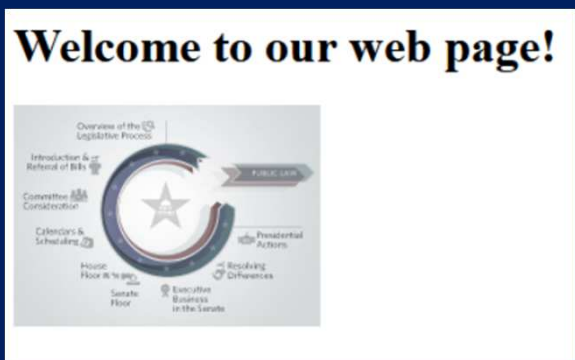 Welcome to our web page!
Overview of the
Legislative Process
Introduction &
Referral of Bills
PUBLIC LAW
Committee
Consideration
Calendars &
Scheduling
Presidential
Actions
House
Floor
Resolving
Differences
Senate
Floor
Executive
Business
in the Senate